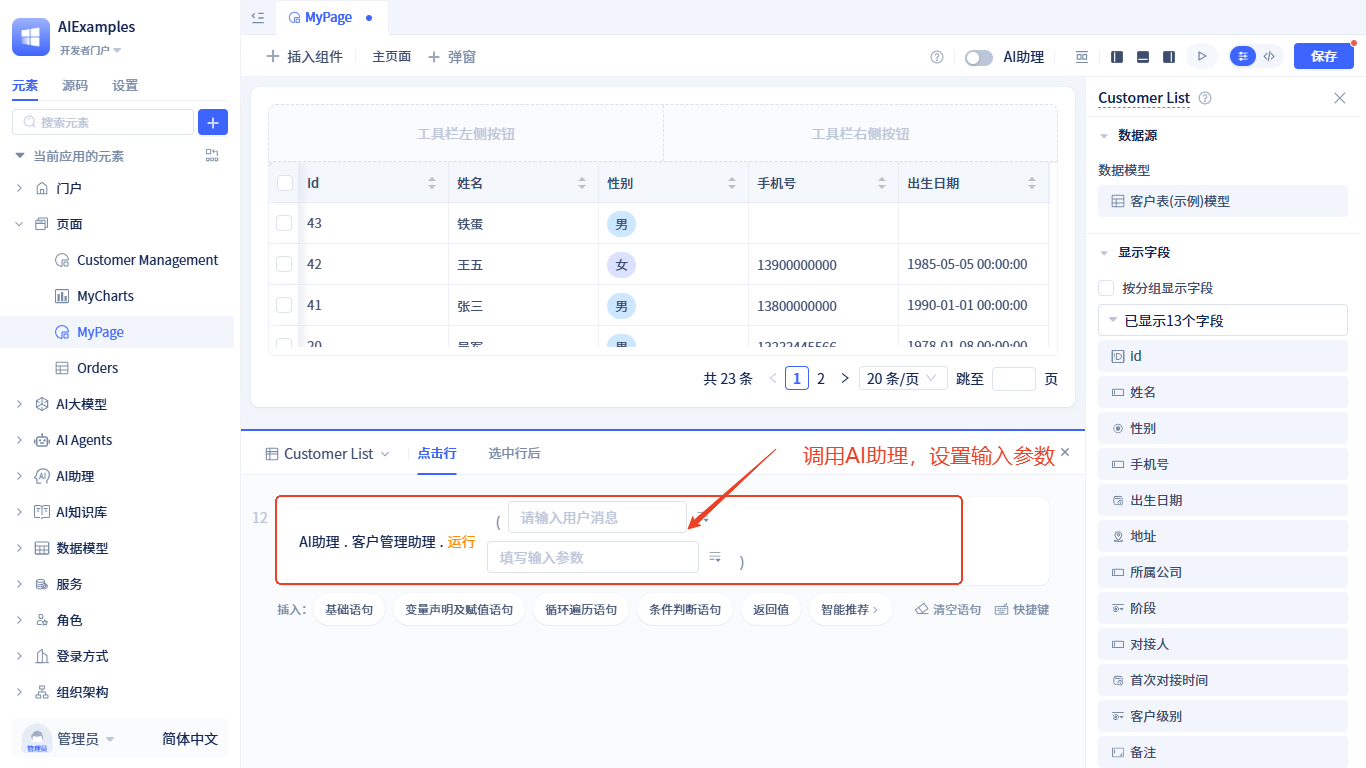 AIExamples
开发者门户
元素 源码 设置
搜索元素
当前应用的元素
门户
页面
Customer Management
MyCharts
MyPage
Orders
AI大模型
AI Agents
AI助理
AI知识库
数据模型
服务
角色
登录方式
组织架构
管理员
管理员 简体中文
MyPage
插入组件 主页面 弹窗
AI助理
保存
工具栏左侧按钮 工具栏右侧按钮
Id 姓名 性别 手机号 出生日期
43 铁蛋 男
42 王五 女 13900000000 1985-05-05 00:00:00
41 张三 男 13800000000 1990-01-01 00:00:00
男 1978-01-08 00:00:00
共 23 条 1 2 20 条/页 跳至 页
Customer List 点击行 选中行后
调用AI助理，设置输入参数
12
AI助理 . 客户管理助理 . 运行
( 请输入用户消息
填写输入参数 )
插入: 基础语句 变量声明及赋值语句 循环遍历语句 条件判断语句 返回值 智能推荐 清空语句 快捷键
Customer List
数据源
数据模型
客户表(示例)模型
显示字段
按分组显示字段
已显示13个字段
id
姓名
性别
手机号
出生日期
地址
所属公司
阶段
对接人
首次对接时间
客户级别
备注